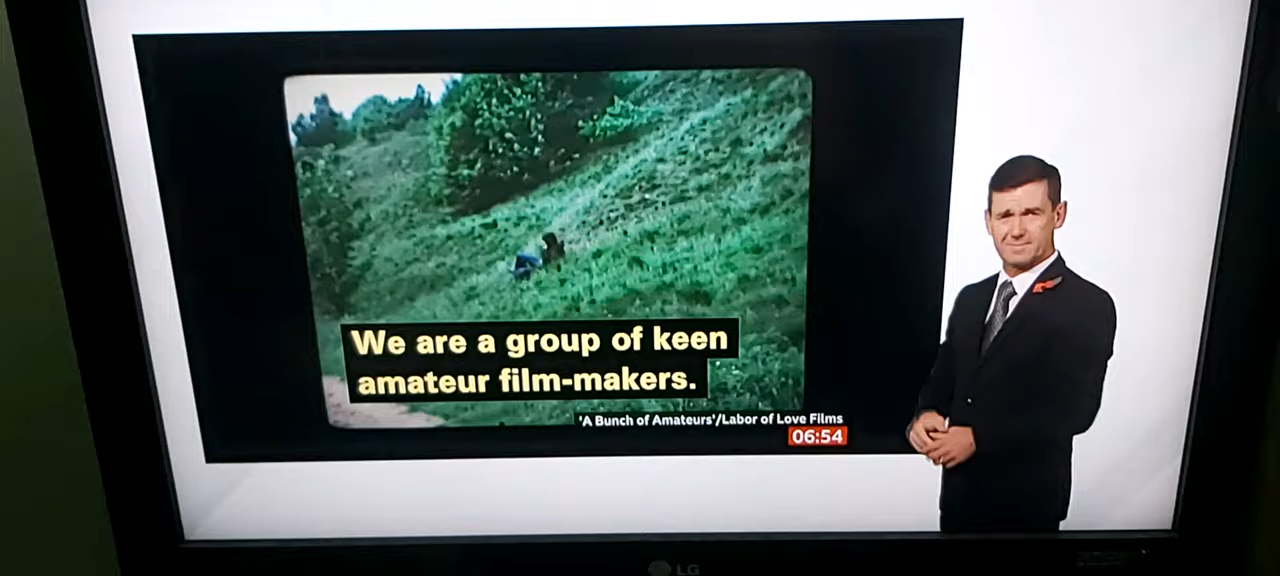 We are a group of keen
amateur film-makers.
'A Bunch of Amateurs'/Labor of Love Films
06:54
LG